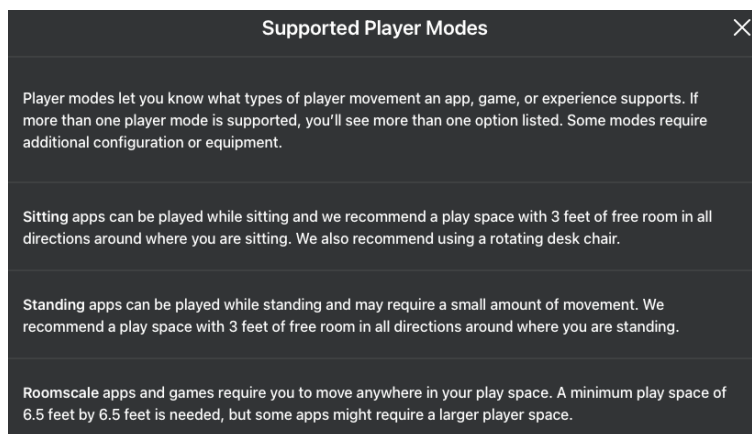 Supported Player Modes
Player modes let you know what types of player movement an app, game, or experience supports. If
more than one player mode is supported, you'll see more than one option listed. Some modes require
additional configuration or equipment.
Sitting apps can be played while sitting and we recommend a play space with 3 feet of free room in all
directions around where you are sitting. We also recommend using a rotating desk chair.
Standing apps can be played while standing and may require a small amount of movement. We
recommend a play space with 3 feet of free room in all directions around where you are standing.
Roomscale apps and games require you to move anywhere in your play space. A minimum play space of
6.5 feet by 6.5 feet is needed, but some apps might require a larger player space.